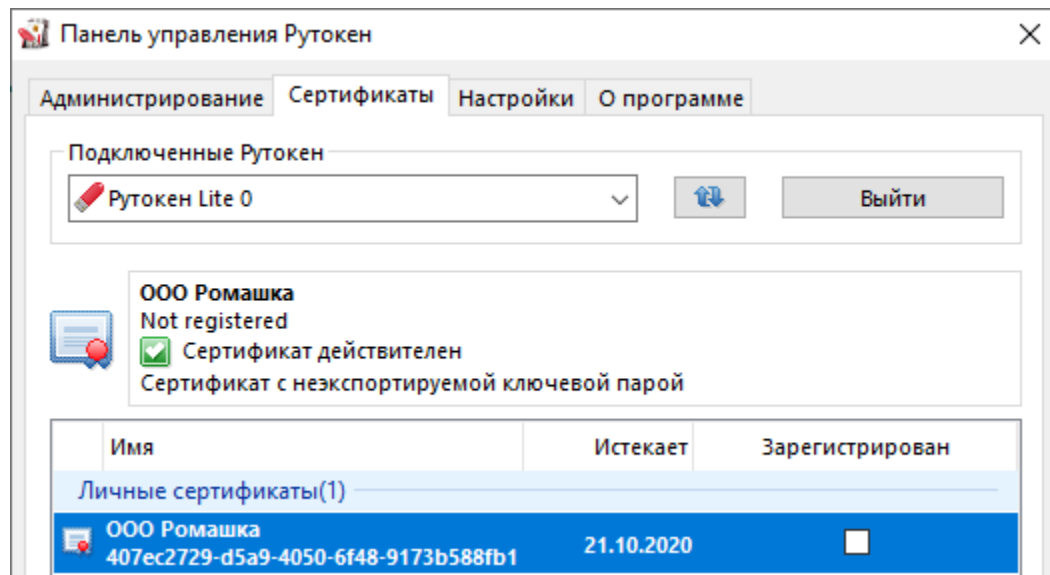 Панель управления Рутокен
Администрирование Сертификаты Настройки О программе
Подключенные Рутокен
Рутокен Lite 0 Выйти
ООО Ромашка
Not registered
Сертификат действителен
Сертификат с неэкспортируемой ключевой парой
Имя Истекает Зарегистрирован
Личные сертификаты(1)
ООО Ромашка
407ec2729-d5a9-4050-6f48-9173b588fb1 21.10.2020